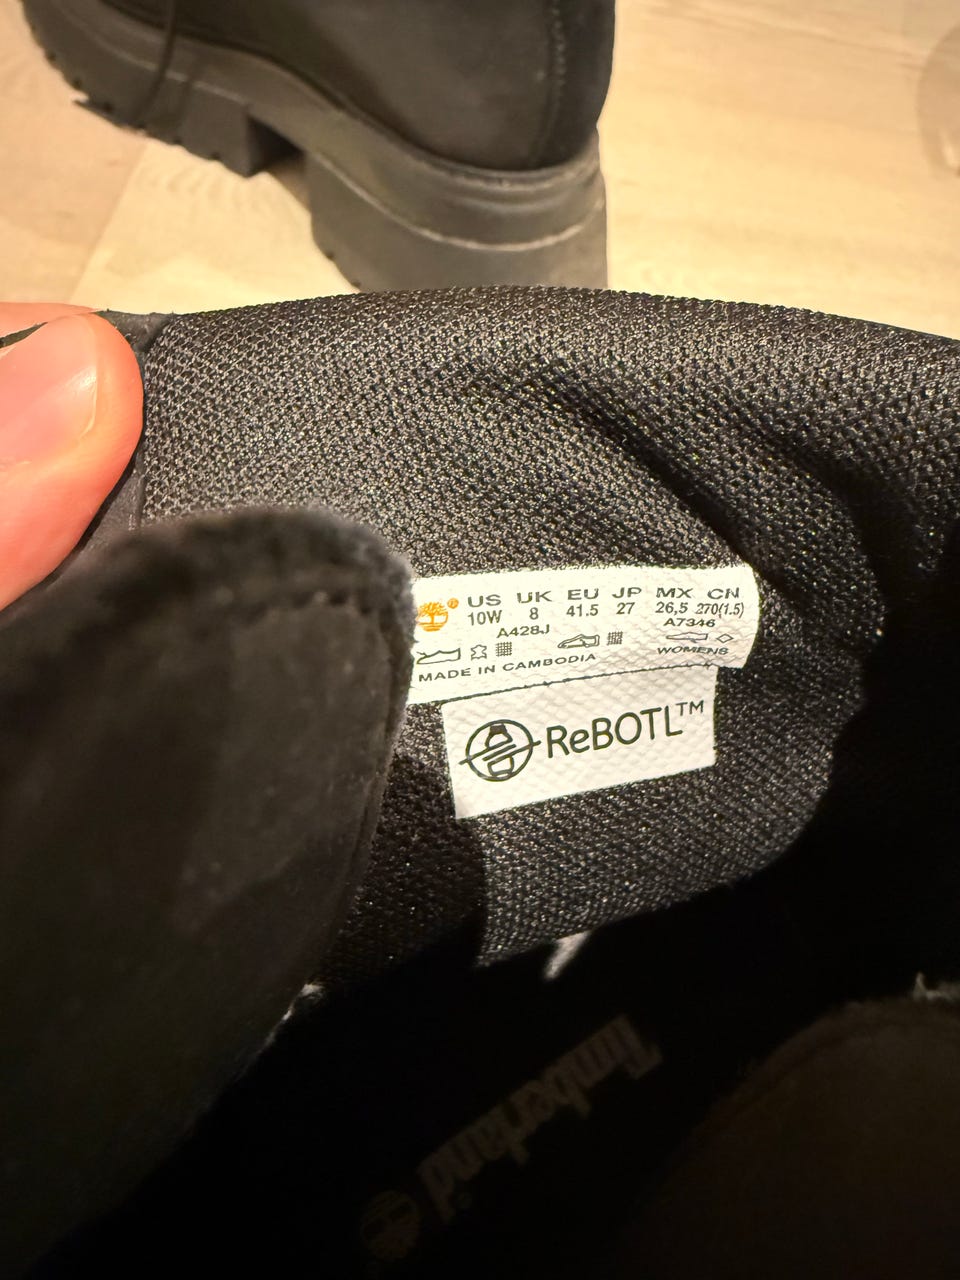 US UK EU JP MX CN
10W 8 41.5 27 26,5 270(1.5)
A428J A7346
WOMENS
MADE IN CAMBODIA
ReBOTL™
Timberland